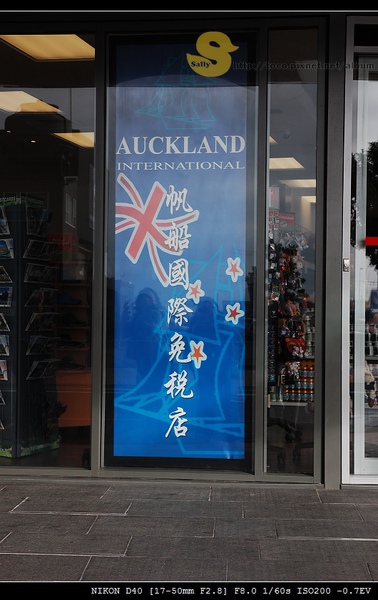 S
Sally
AUCKLAND
INTERNATIONAL
帆船國際免税店
NIKON D40 [17-50mm F2.8] F8.0 1/60s ISO200 -0.7EV